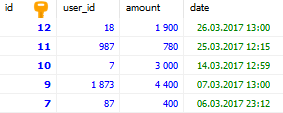 id user_id amount date
12 18 1 900 26.03.2017 13:00
11 987 780 25.03.2017 12:15
10 7 3 000 14.03.2017 12:59
9 1 873 4 400 07.03.2017 13:00
7 87 400 06.03.2017 23:12